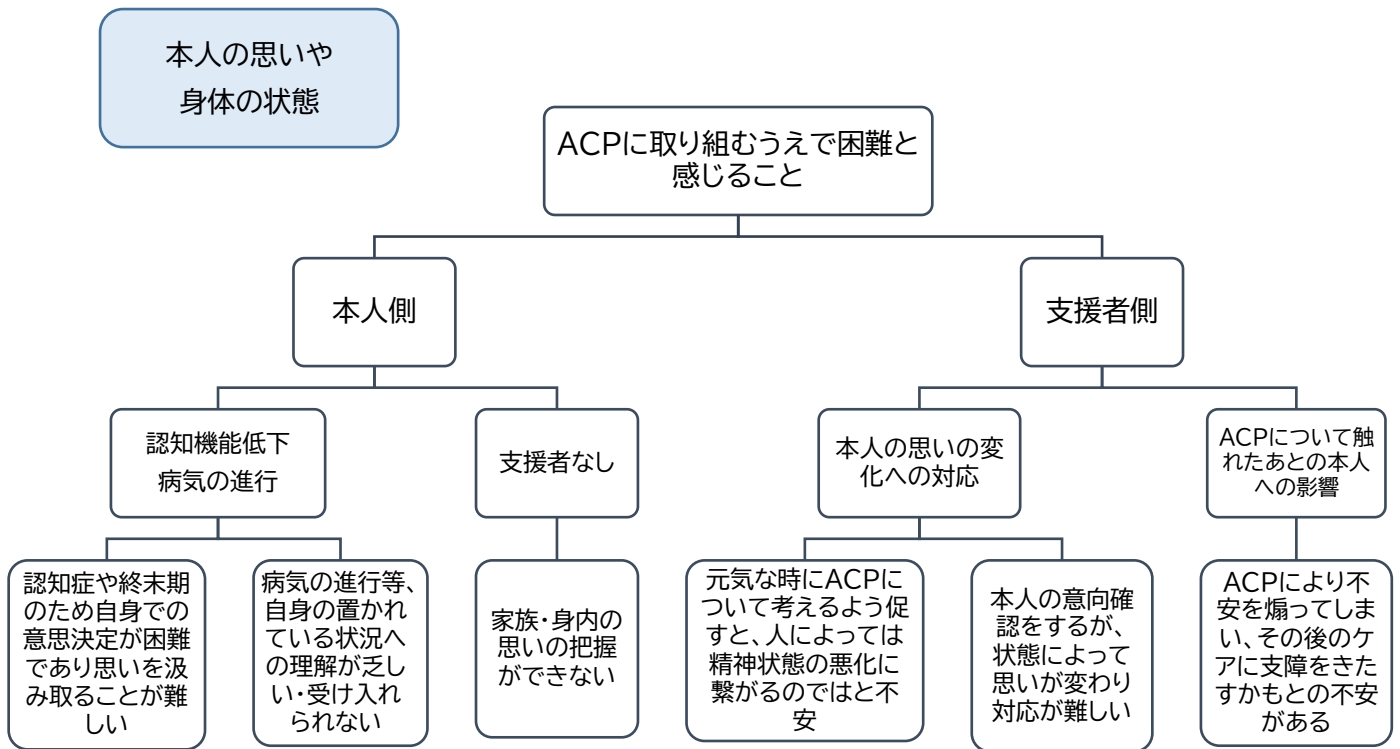 本人の思いや
身体の状態
ACPに取り組むうえで困難と
感じること
本人側
支援者側
認知機能低下
病気の進行
支援者なし
本人の思いの変
化への対応
ACPについて触
れたあとの本人
への影響
認知症や終末期
のため自身での
意思決定が困難
であり思いを汲
み取ることが難
しい
病気の進行等、
自身の置かれ
ている状況へ
の理解が乏し
い・受け入れ
られない
家族・身内の
思いの把握
ができない
元気な時にACPに
ついて考えるよう促
すと、人によっては
精神状態の悪化に
繋がるのではと不
安
本人の意向確
認をするが、
状態によって
思いが変わり
対応が難しい
ACPにより不
安を煽ってしま
い、その後のケ
アに支障をきた
すかもとの不安
がある